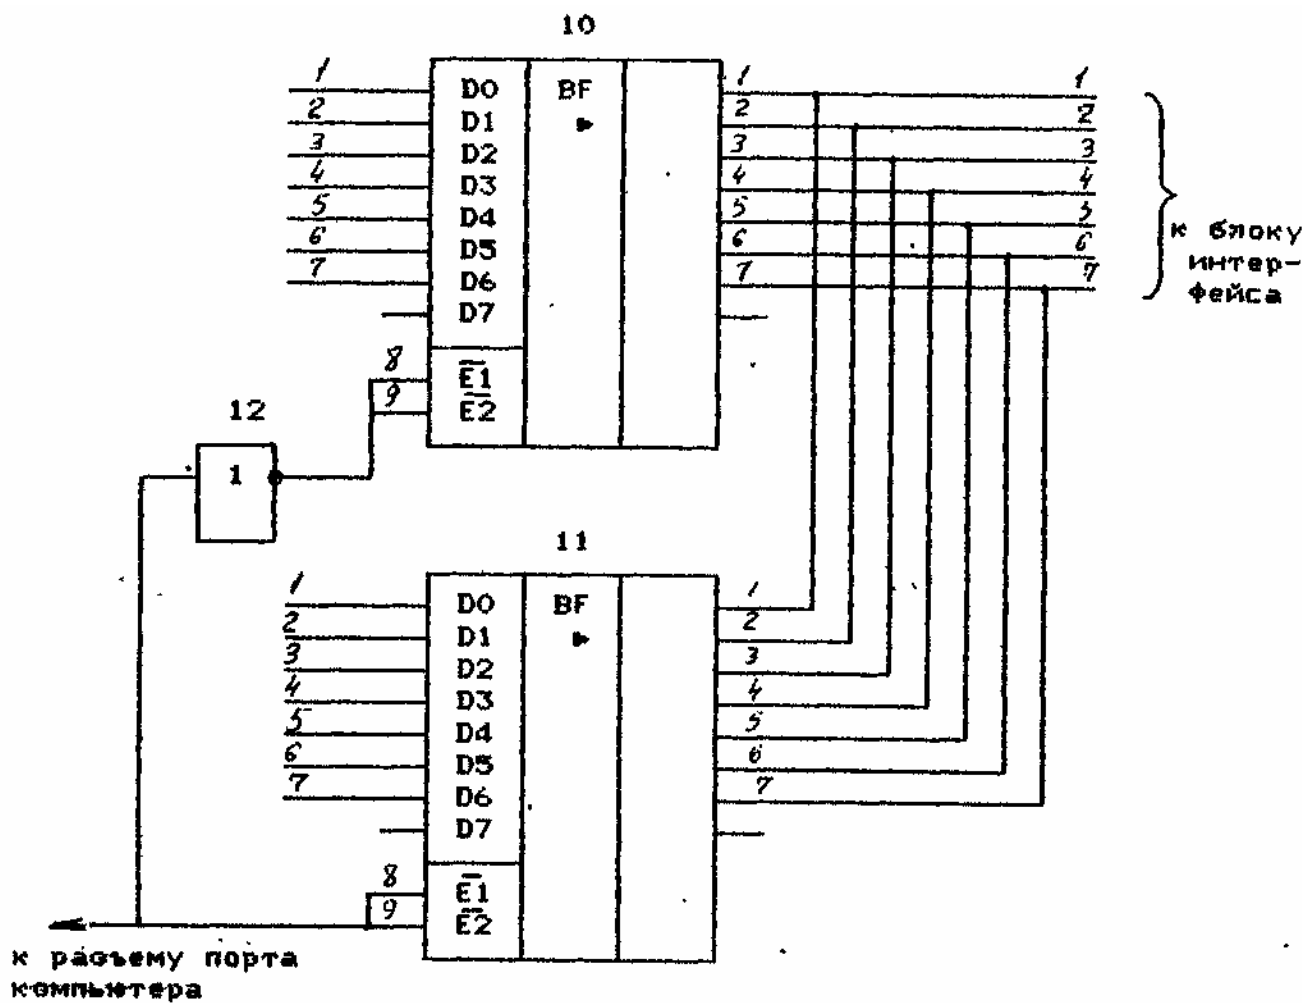 10
1 D0 BF 1 1
2 D1 2 2
3 D2 3 3
4 D3 4 4
5 D4 5 5
6 D5 6 6
7 D6 7 7
D7
к блоку
интер-
фейса
8 E1
9 E2
12
1
11
1 D0 BF 1
2 D1 2
3 D2 3
4 D3 4
5 D4 5
6 D5 6
7 D6 7
D7
8 E1
9 E2
к разъему порта
компьютера